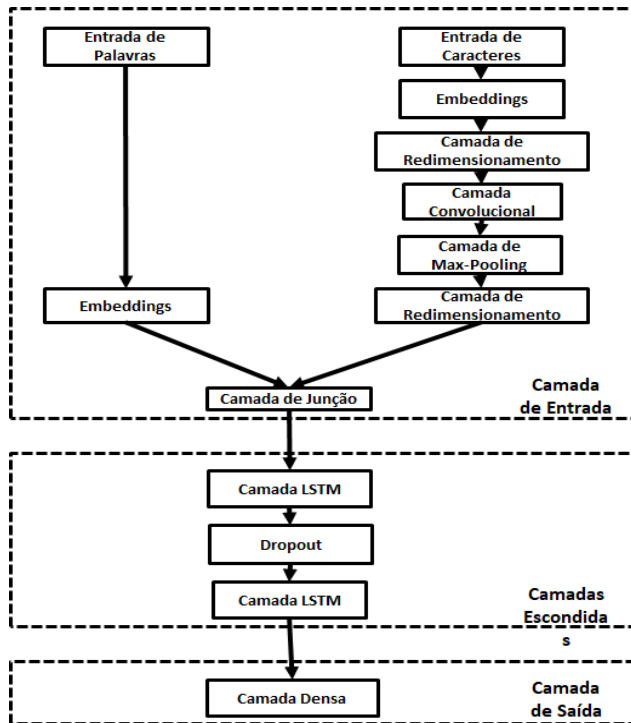 Entrada de
Palavras
Entrada de
Caracteres
Embeddings
Camada de
Redimensionamento
Camada
Convolucional
Camada de
Max-Pooling
Embeddings
Camada de
Redimensionamento
Camada de Junção
Camada
de Entrada
Camada LSTM
Dropout
Camada LSTM
Camadas
Escondida
s
Camada Densa
Camada
de Saída